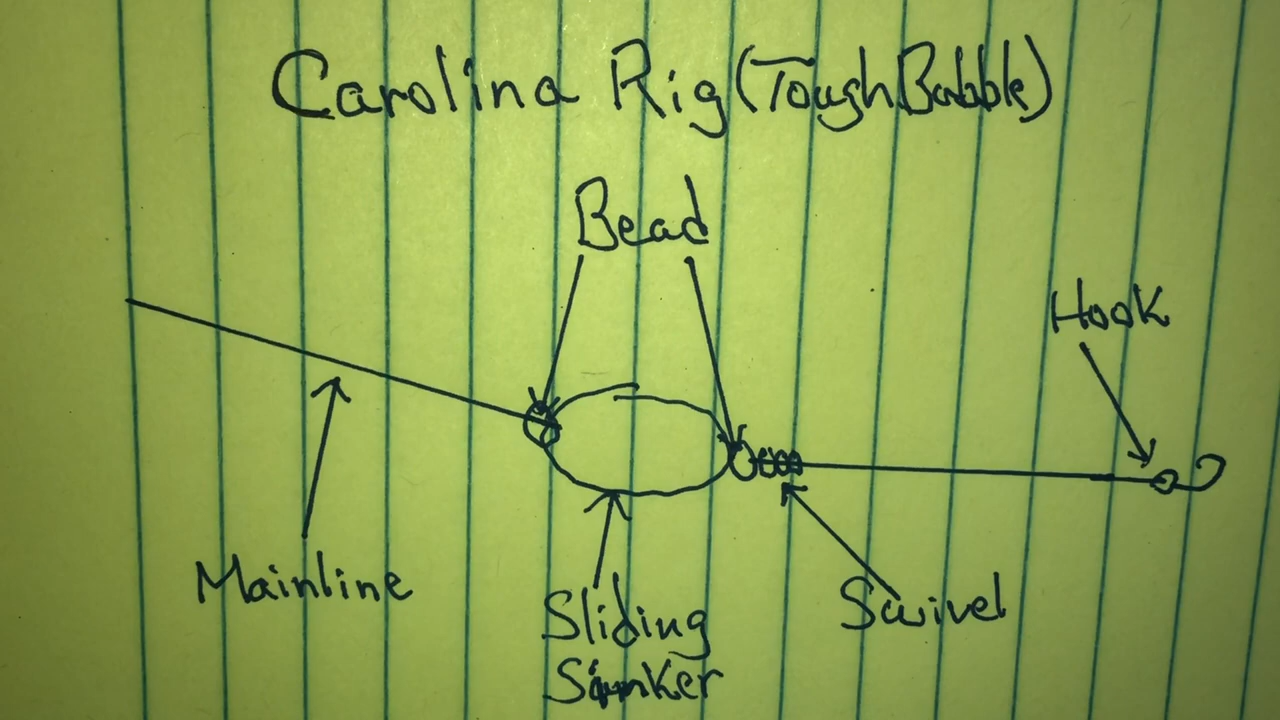 Carolina Rig (Tough Bubble)
Bead
Hook
Mainline
Sliding
Sinker
Swivel